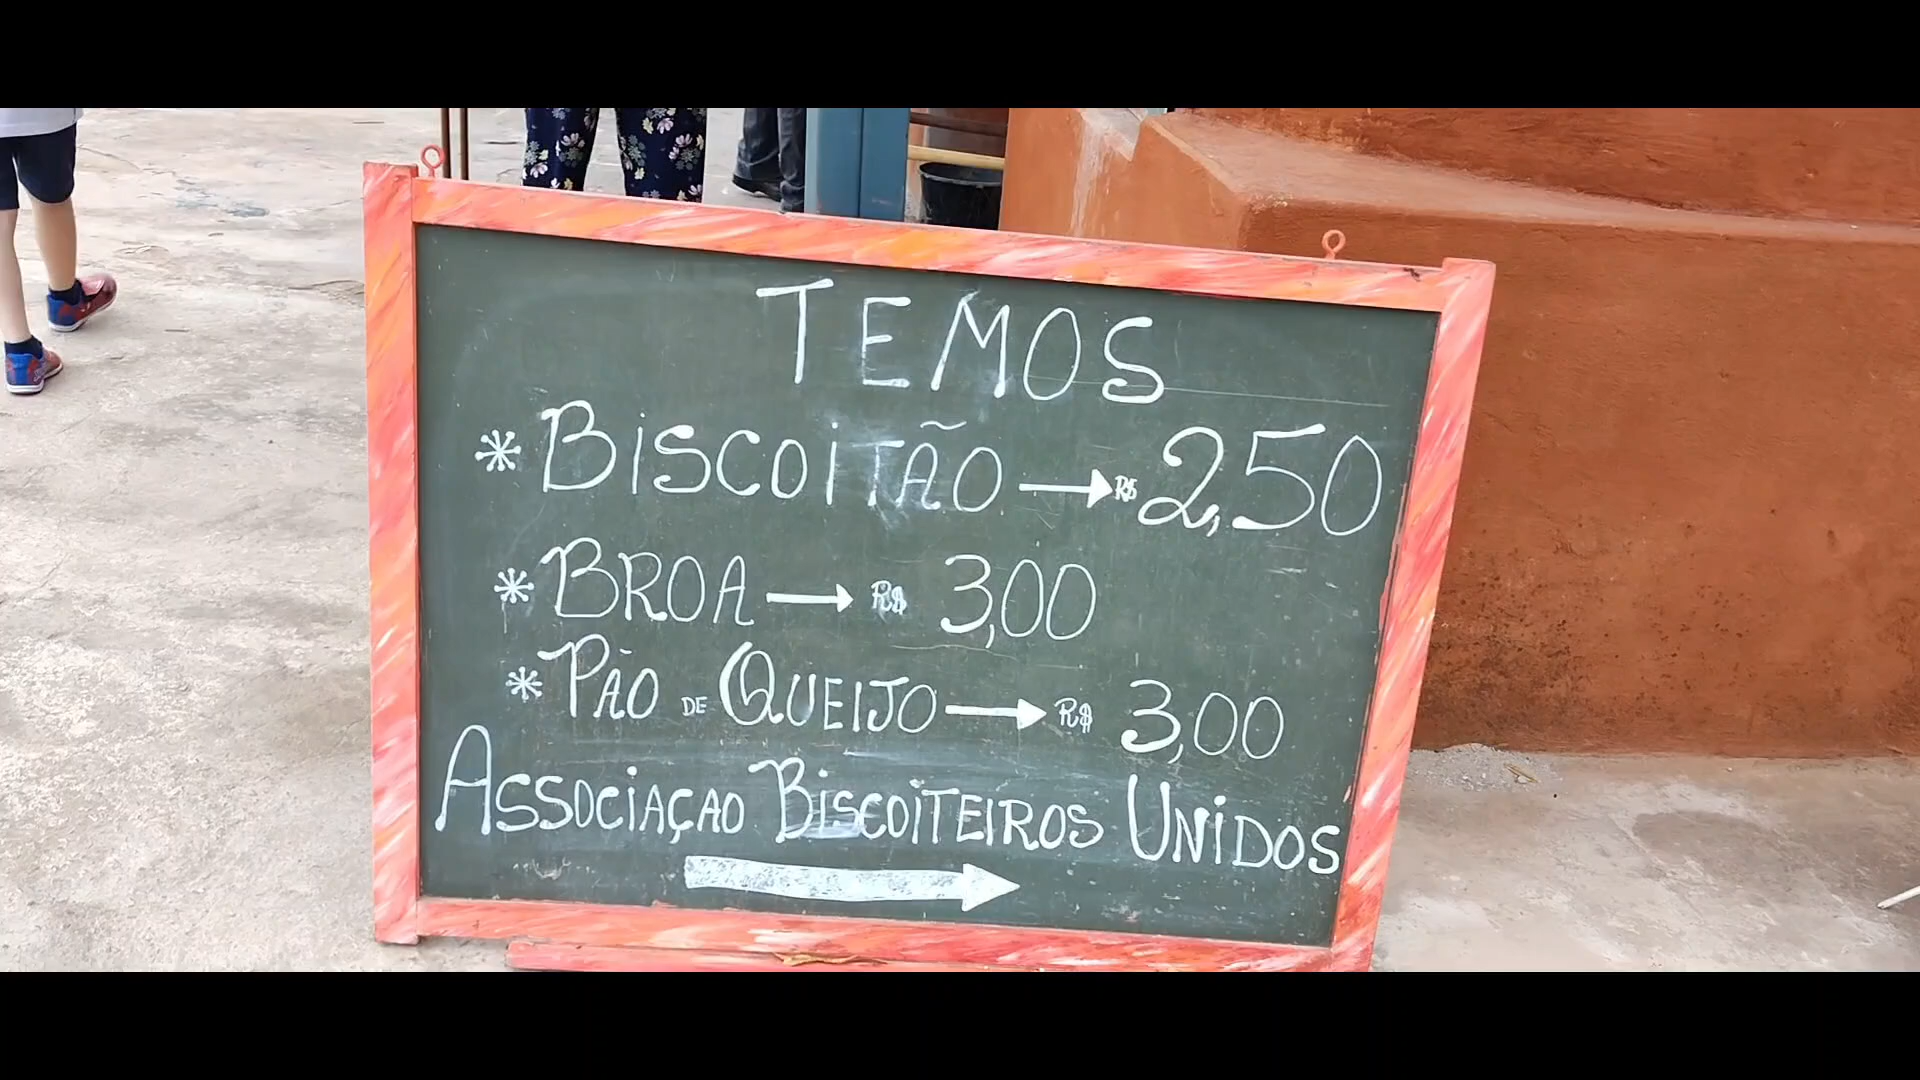 TEMOS
* BISCOITÃO → R$ 2,50
* BROA → R$ 3,00
* PÃO DE QUEIJO → R$ 3,00
ASSOCIAÇAO BISCOITEIROS UNIDOS
→